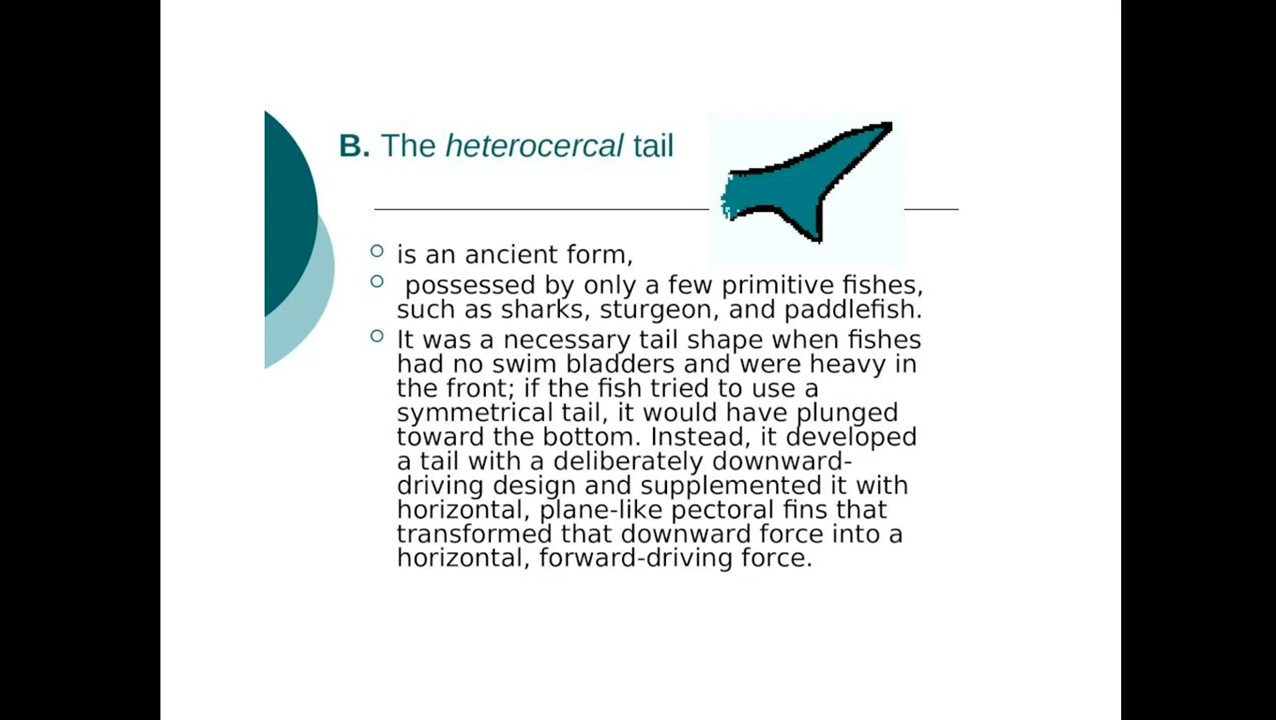 B. The heterocercal tail
is an ancient form,
possessed by only a few primitive fishes,
such as sharks, sturgeon, and paddlefish.
It was a necessary tail shape when fishes
had no swim bladders and were heavy in
the front; if the fish tried to use a
symmetrical tail, it would have plunged
toward the bottom. Instead, it developed
a tail with a deliberately downward-
driving design and supplemented it with
horizontal, plane-like pectoral fins that
transformed that downward force into a
horizontal, forward-driving force.